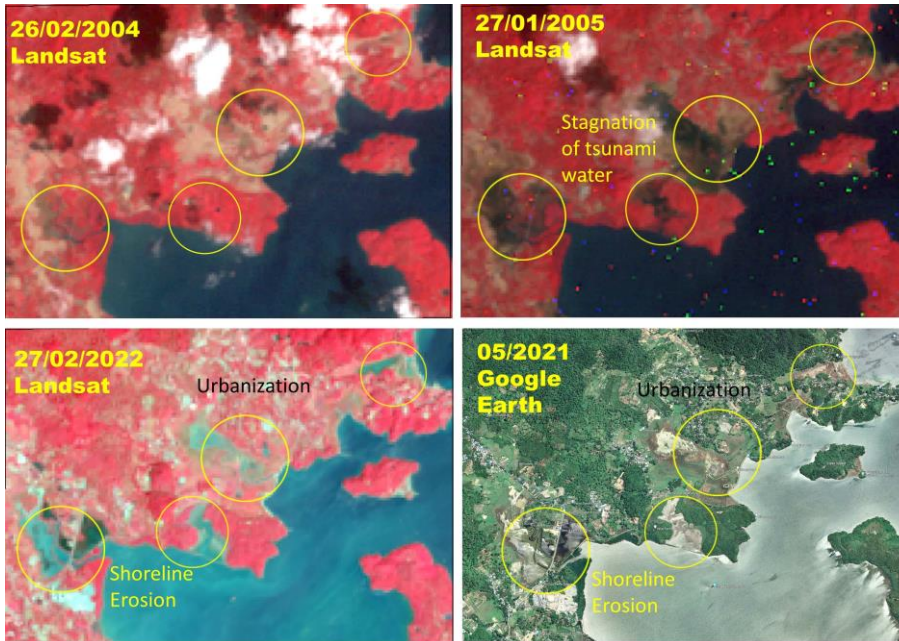 26/02/2004
Landsat
27/01/2005
Landsat
Stagnation
of tsunami
water
27/02/2022
Landsat
Urbanization
Shoreline
Erosion
05/2021
Google
Earth
Urbanization
Shoreline
Erosion